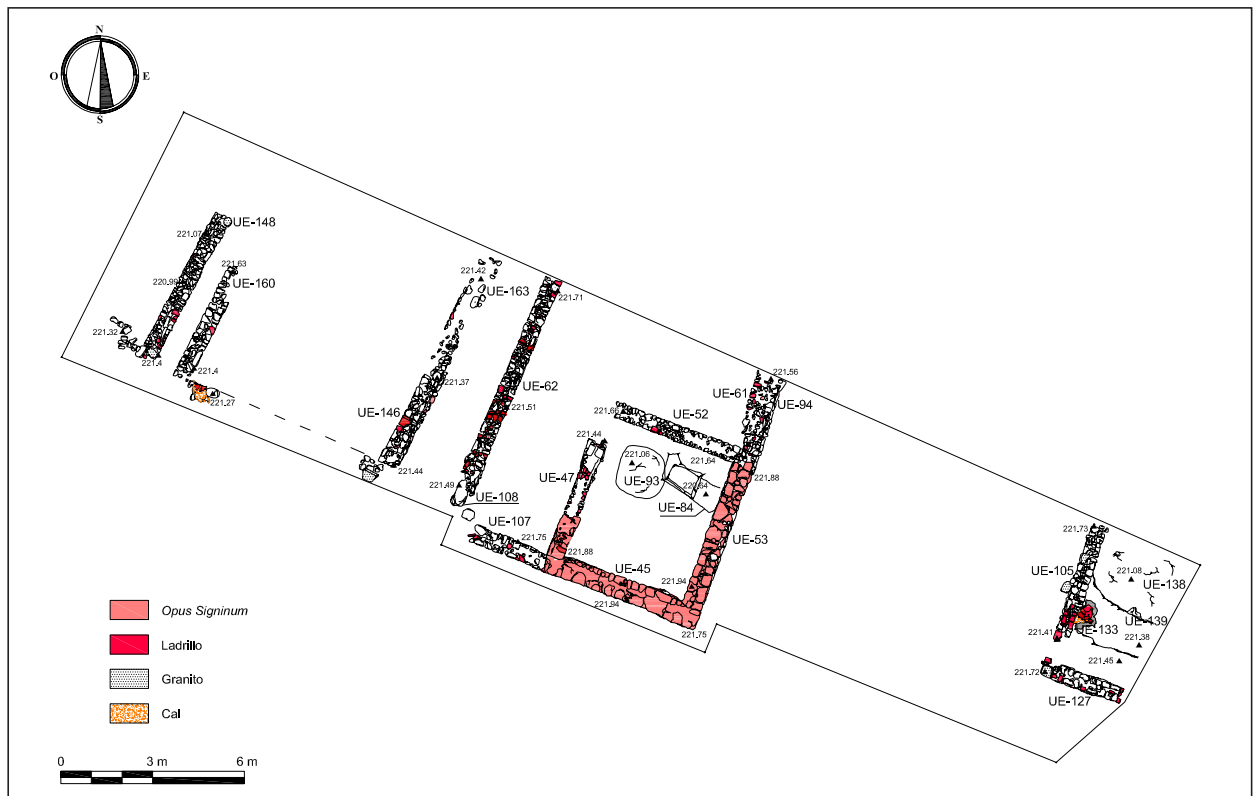 N
O E
S
UE-148
221.07
221.63
UE-160
220.99
221.32
221.4
221.4
221.27
221.42
UE-163
221.71
221.37
UE-62
221.51
UE-146
221.44
221.49
UE-108
UE-107
221.75
221.56
UE-61
UE-94
221.66
UE-52
221.44
221.06
221.64
UE-47
UE-93
220.64
221.88
UE-84
UE-53
221.88
UE-45
221.94
221.94
221.75
221.73
UE-105
221.08
UE-138
UE-139
UE-133
221.41
221.38
221.45
221.72
UE-127
Opus Signinum
Ladrillo
Granito
Cal
0 3 m 6 m